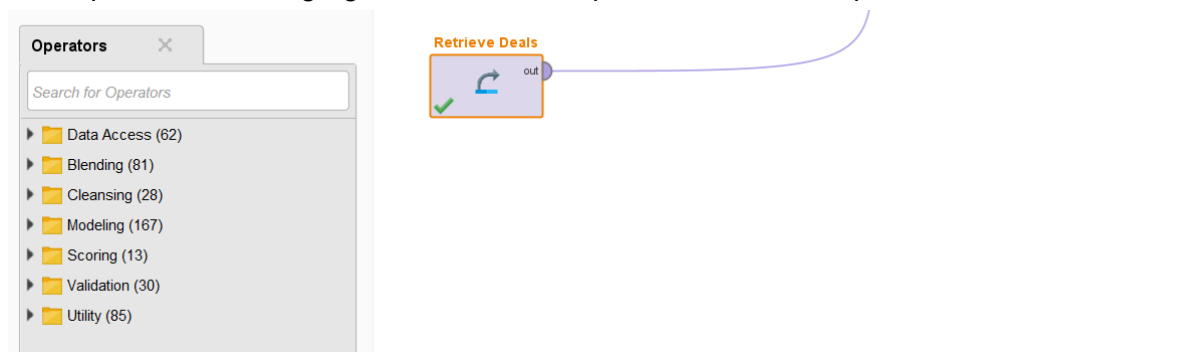 Operators
Search for Operators
Data Access (62)
Blending (81)
Cleansing (28)
Modeling (167)
Scoring (13)
Validation (30)
Utility (85)
Retrieve Deals
out